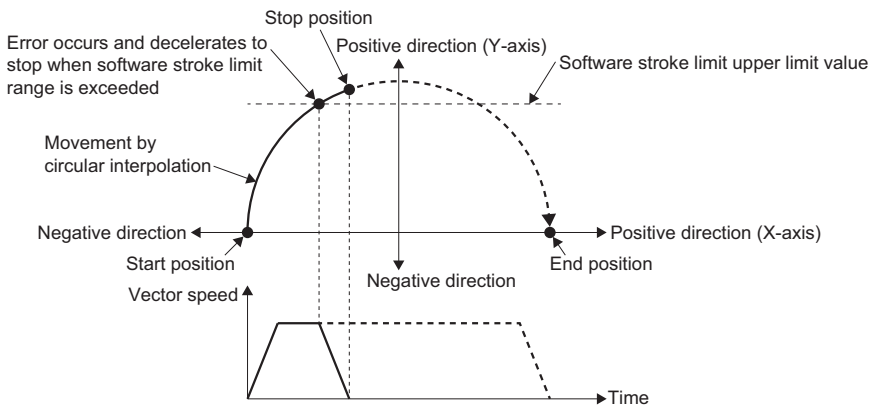 Stop position
Error occurs and decelerates to
stop when software stroke limit
range is exceeded
Positive direction (Y-axis)
Software stroke limit upper limit value
Movement by
circular interpolation
Negative direction
Positive direction (X-axis)
Start position
End position
Negative direction
Vector speed
Time